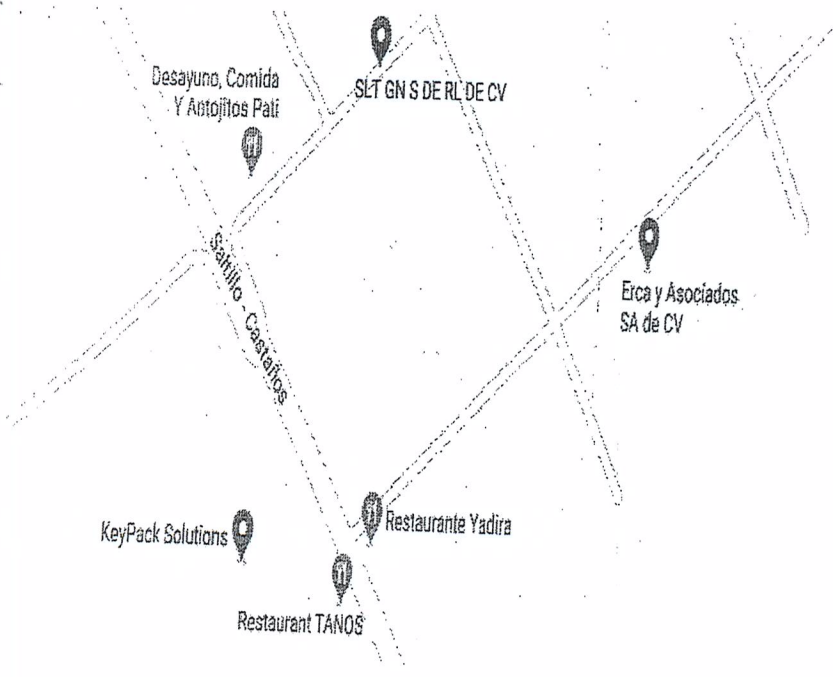 Desayuno, Comida
Y Antojitos Pati
SLT GN S DE RL DE CV
Saltillo - Castaños
Erca y Asociados
SA de CV
KeyPack Solutions
Restaurante Yadira
Restaurant TANOS